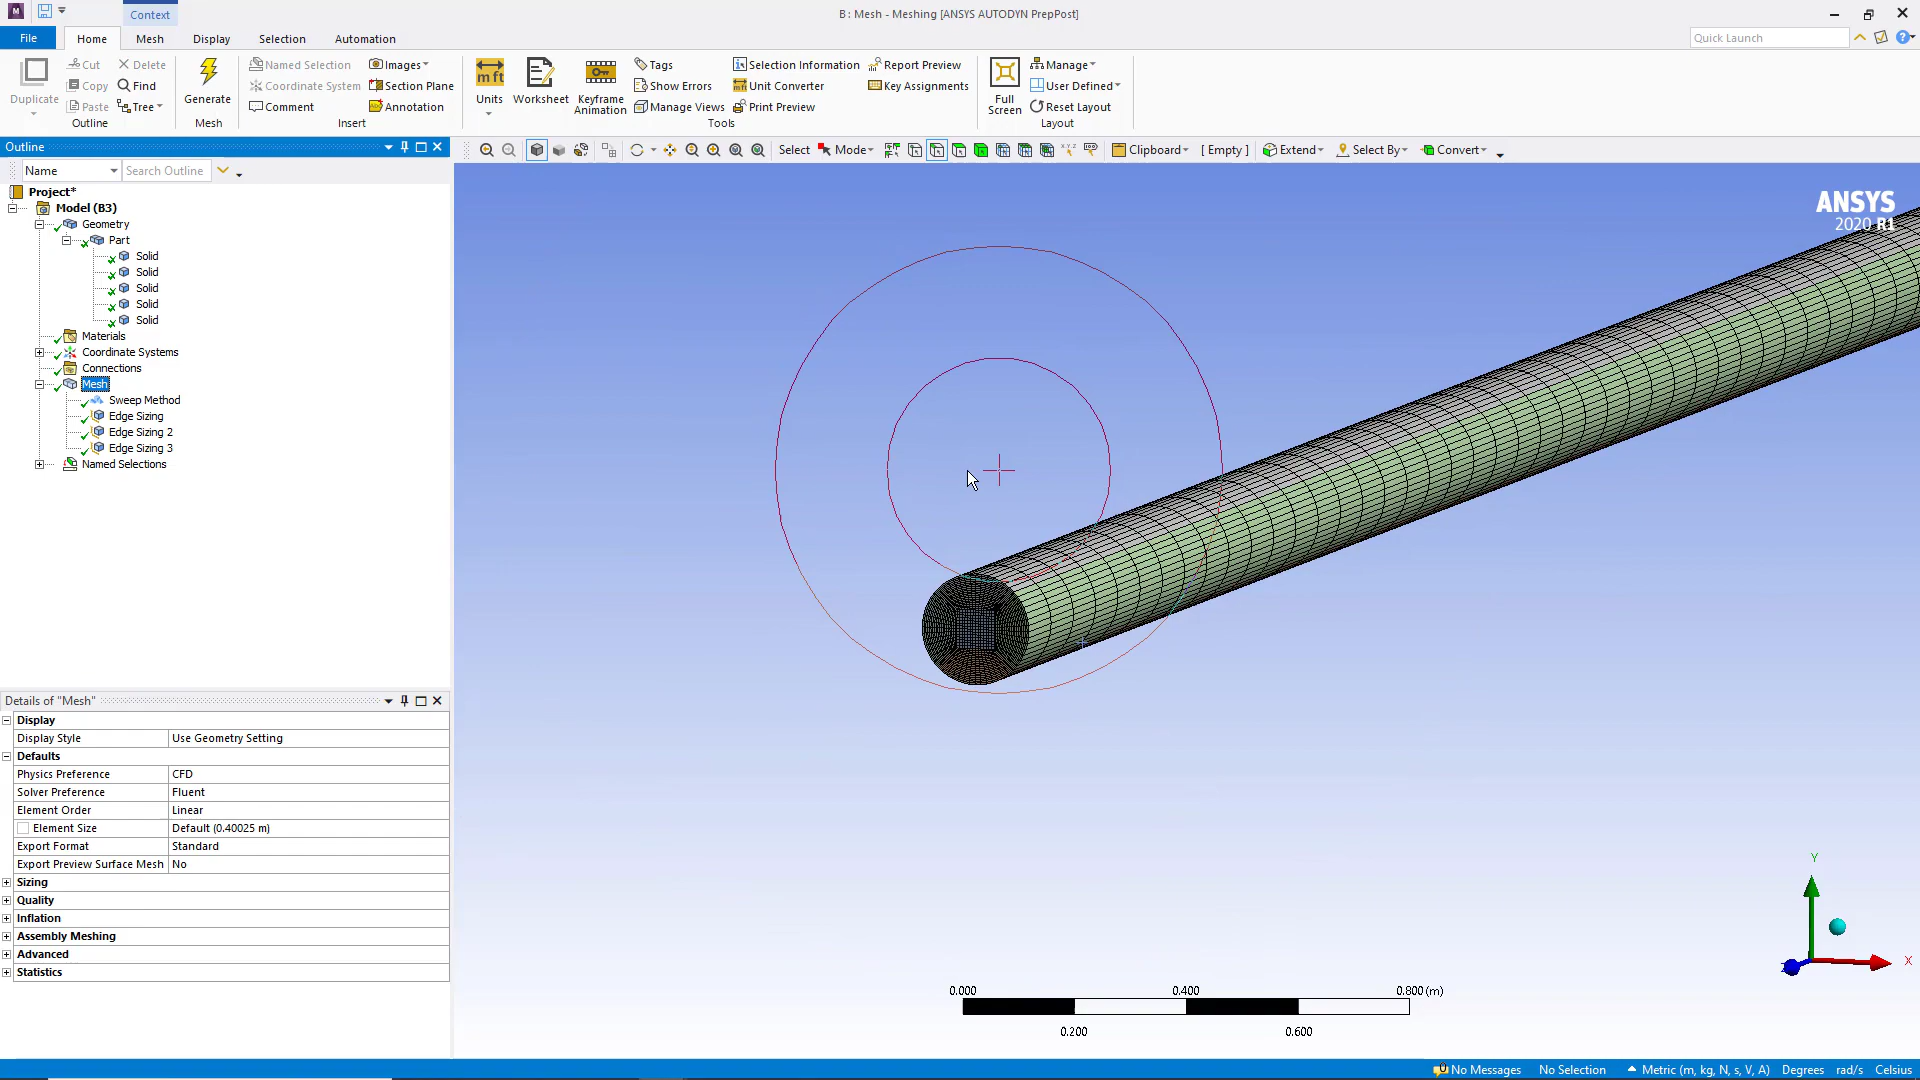 Context
B : Mesh - Meshing [ANSYS AUTODYN PrepPost]
File
Home
Mesh
Display
Selection
Automation
Quick Launch
Duplicate
Cut
Copy
Paste
Delete
Find
Tree
Outline
Generate
Mesh
Named Selection
Coordinate System
Comment
Images
Section Plane
Annotation
Insert
Units
Worksheet
Keyframe
Animation
Tags
Show Errors
Manage Views
Selection Information
Unit Converter
Print Preview
Report Preview
Key Assignments
Tools
Full
Screen
Manage
User Defined
Reset Layout
Layout
Outline
Select
Mode
Clipboard
[ Empty ]
Extend
Select By
Convert
Name
Search Outline
Project*
Model (B3)
Geometry
Part
Solid
Solid
Solid
Solid
Solid
Materials
Coordinate Systems
Connections
Mesh
Sweep Method
Edge Sizing
Edge Sizing 2
Edge Sizing 3
Named Selections
ANSYS
2020 R1
Details of "Mesh"
Display
Display Style Use Geometry Setting
Defaults
Physics Preference CFD
Solver Preference Fluent
Element Order Linear
Element Size Default (0.40025 m)
Export Format Standard
Export Preview Surface Mesh No
Sizing
Quality
Inflation
Assembly Meshing
Advanced
Statistics
Y
X
0.000 0.400 0.800 (m)
0.200 0.600
No Messages
No Selection
Metric (m, kg, N, s, V, A)
Degrees
rad/s
Celsius